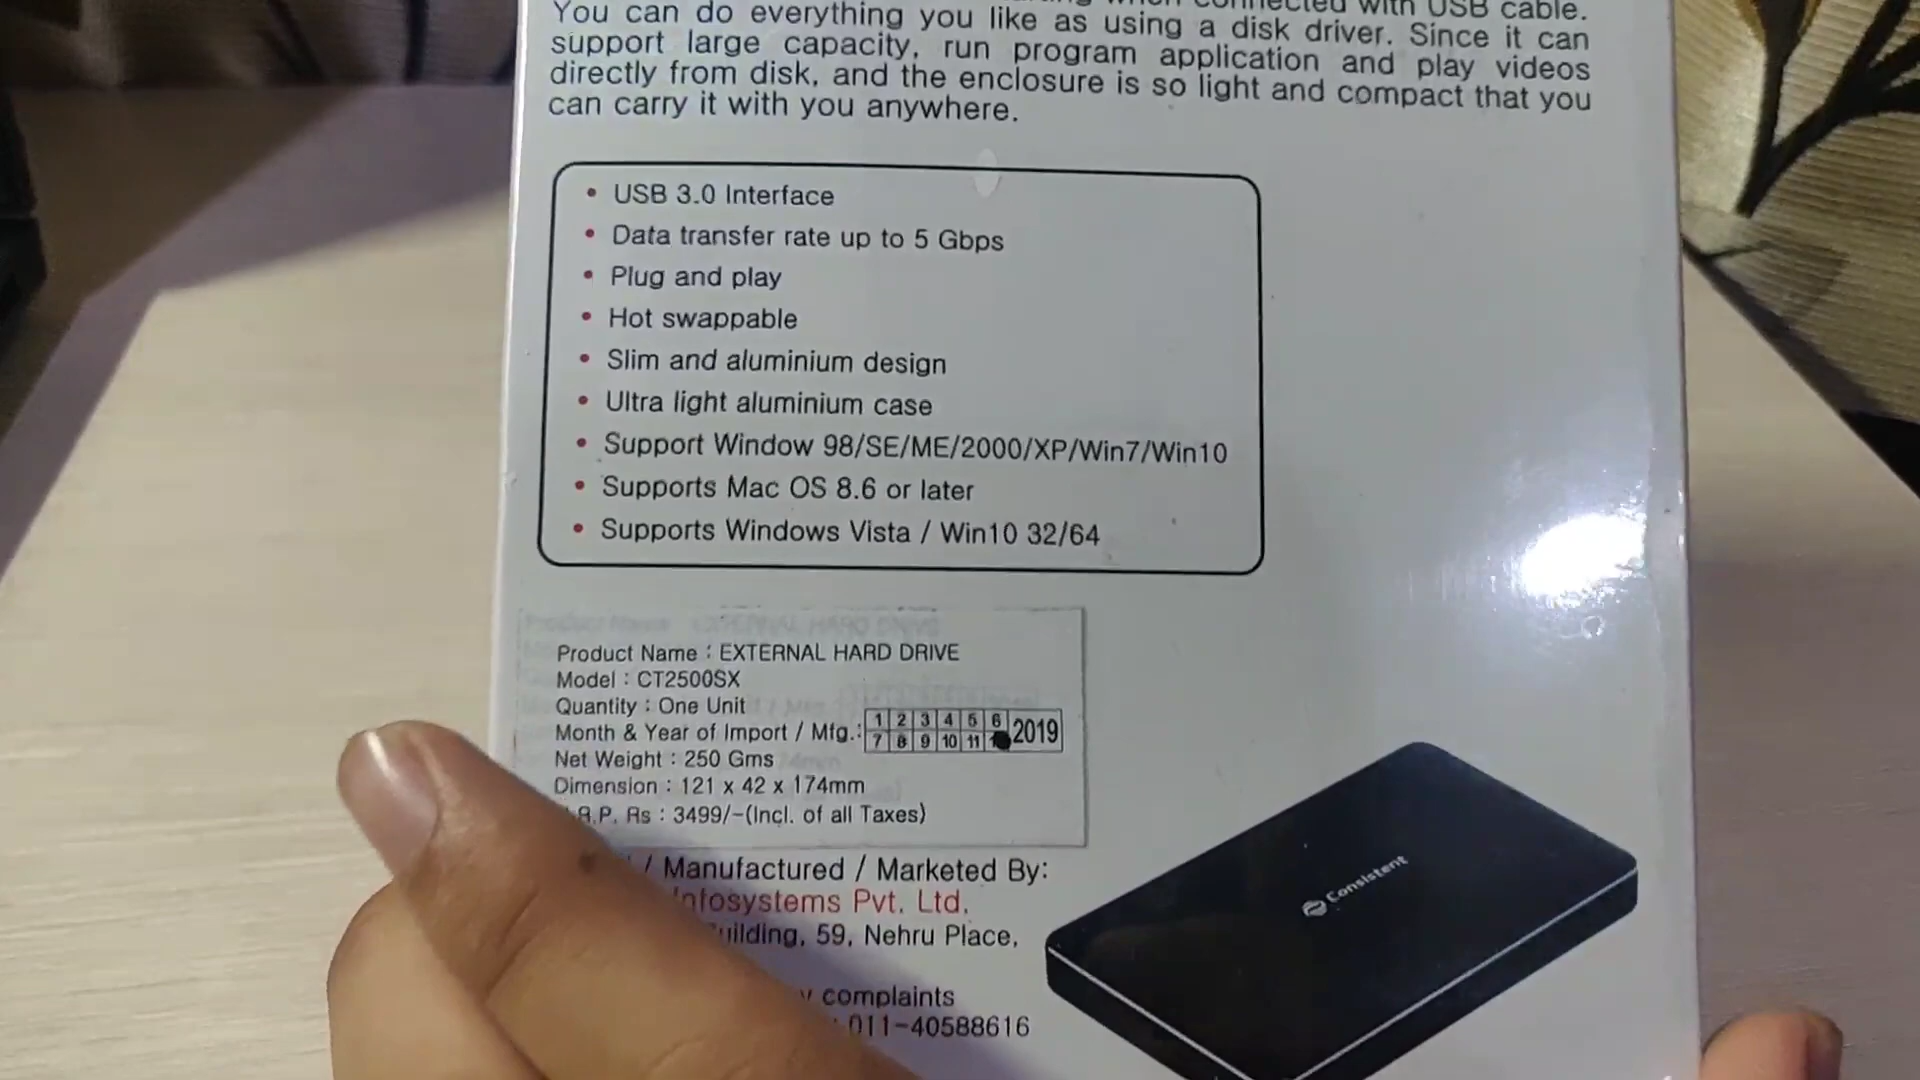 when connected with USB cable.
You can do everything you like as using a disk driver. Since it can
support large capacity, run program application and play videos
directly from disk, and the enclosure is so light and compact that you
can carry it with you anywhere.
• USB 3.0 Interface
• Data transfer rate up to 5 Gbps
• Plug and play
• Hot swappable
• Slim and aluminium design
• Ultra light aluminium case
• Support Window 98/SE/ME/2000/XP/Win7/Win10
• Supports Mac OS 8.6 or later
• Supports Windows Vista / Win10 32/64
Product Name : EXTERNAL HARD DRIVE
Model : CT2500SX
Quantity : One Unit
Month & Year of Import / Mfg.: 1 2 3 4 5 6 2019
7 8 9 10 11
Net Weight : 250 Gms
Dimension : 121 x 42 x 174mm
.R.P. Rs : 3499/-(Incl. of all Taxes)
/ Manufactured / Marketed By:
Infosystems Pvt. Ltd.
Building, 59, Nehru Place,
complaints
: 011-40588616
Consistent